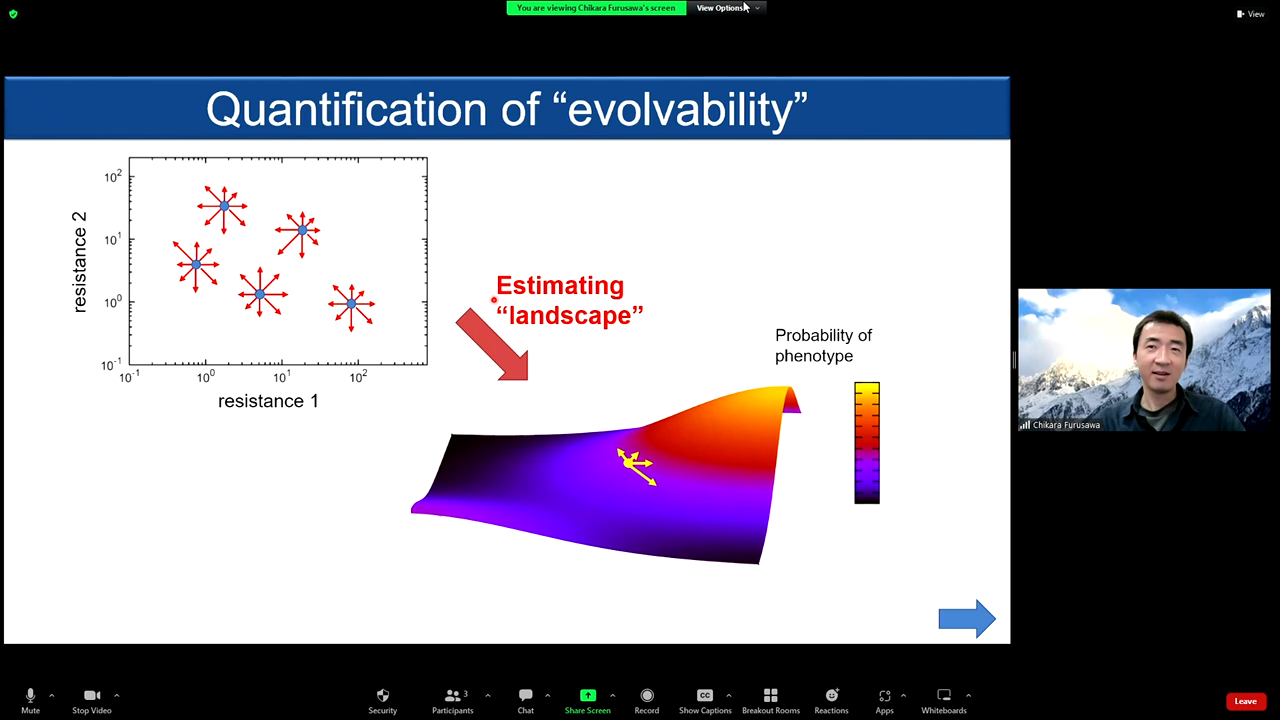 You are viewing Chikara Furusawa's screen
View Options
View
Quantification of “evolvability”
resistance 2
10²
10¹
10⁰
10⁻¹
10⁻¹
10⁰
10¹
10²
resistance 1
Estimating
“landscape”
Probability of
phenotype
Chikara Furusawa
Mute
Stop Video
Security
3
Participants
Chat
Share Screen
Record
CC
Show Captions
Breakout Rooms
Reactions
Apps
Whiteboards
Leave